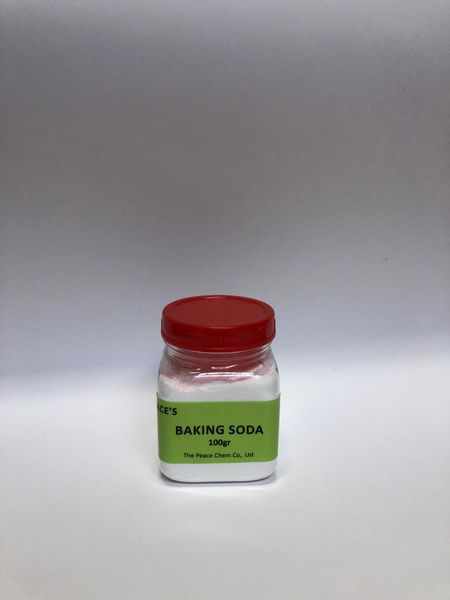 ACE'S
BAKING SODA
100gr
The Peace Chem Co,. Ltd